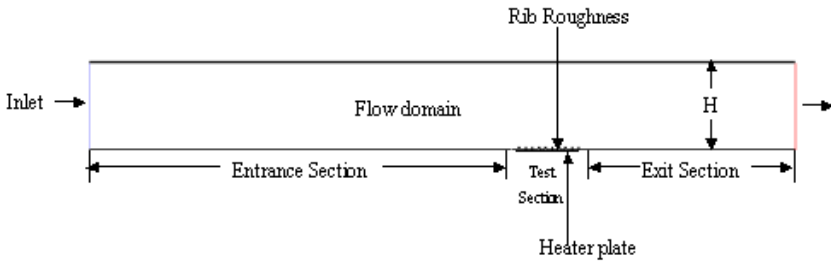 Rib Roughness
Inlet
Flow domain
H
Entrance Section
Test
Section
Exit Section
Heater plate